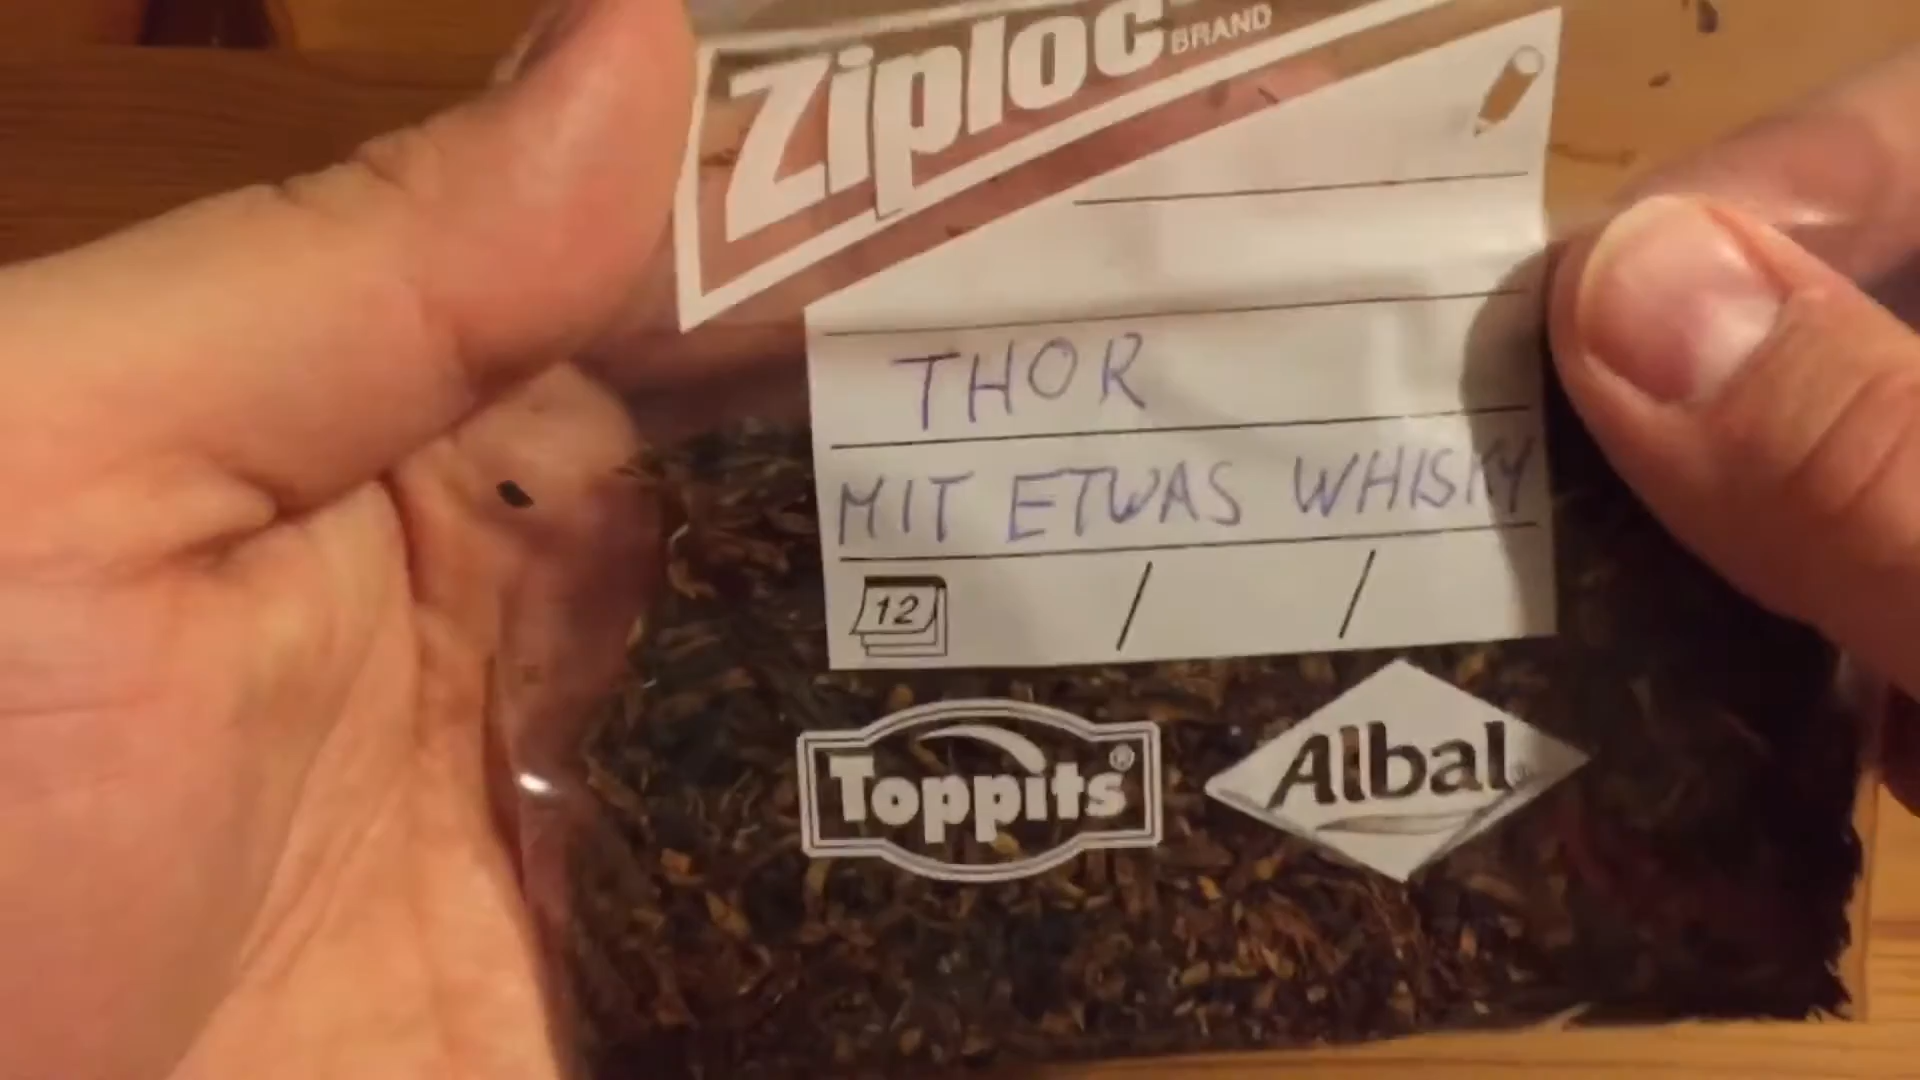 Ziploc BRAND
THOR
MIT ETWAS WHISKY
12 / /
Toppits®
Albal